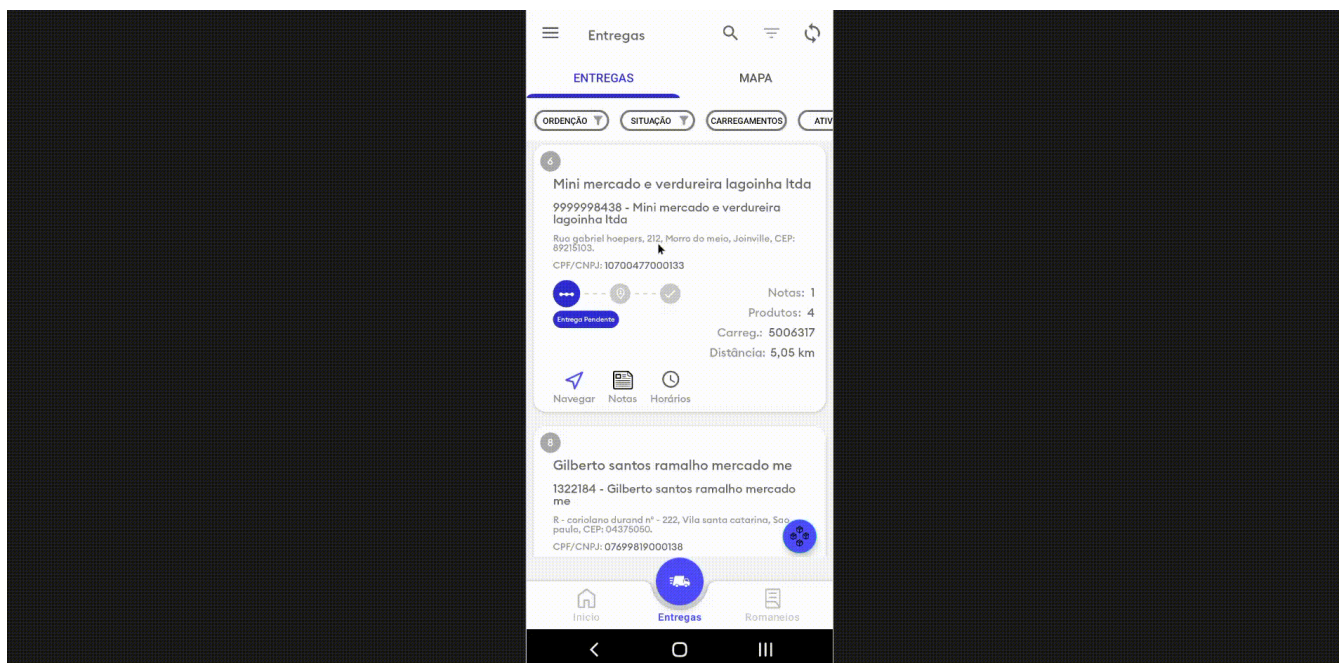 Entregas
ENTREGAS MAPA
ORDENÇÃO SITUAÇÃO CARREGAMENTOS ATIV
6
Mini mercado e verdureira lagoinha ltda
9999998438 - Mini mercado e verdureira
lagoinha ltda
Rua gabriel hoepers, 212, Morro do meio, Joinville, CEP:
89215103.
CPF/CNPJ: 10700477000133
Notas: 1
Produtos: 4
Entrega Pendente
Carreg.: 5006317
Distância: 5,05 km
Navegar Notas Horários
8
Gilberto santos ramalho mercado me
1322184 - Gilberto santos ramalho mercado
me
R - coriolano durand nº - 222, Vila santa catarina, Sao
paulo, CEP: 04375050.
CPF/CNPJ: 07699819000138
Inicio Entregas Romaneios